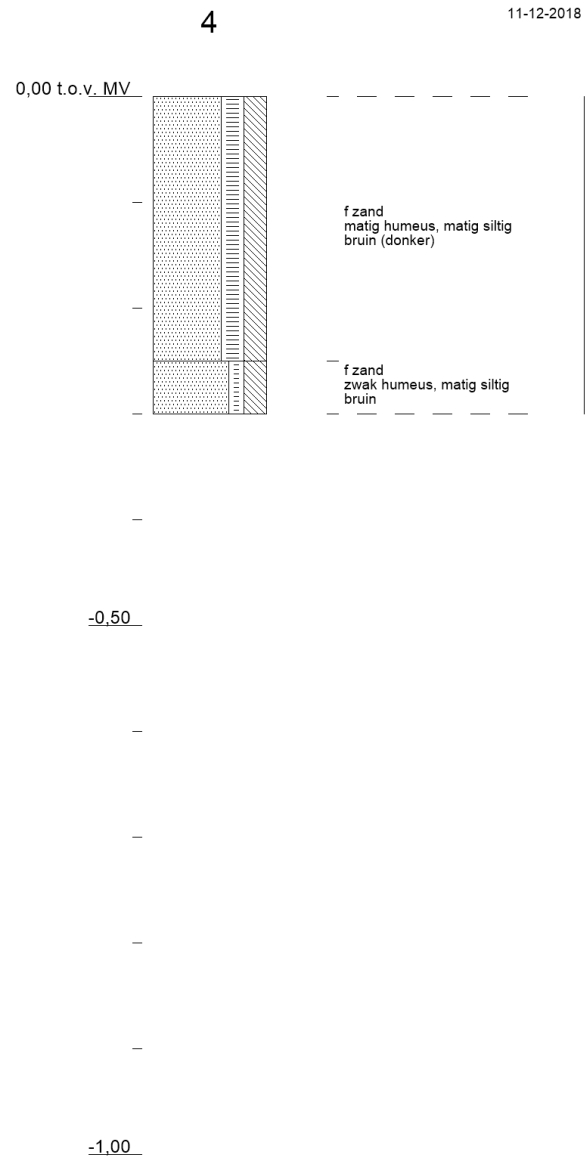 4
11-12-2018
0,00 t.o.v. MV
f zand
matig humeus, matig siltig
bruin (donker)
f zand
zwak humeus, matig siltig
bruin
-0,50
-1,00